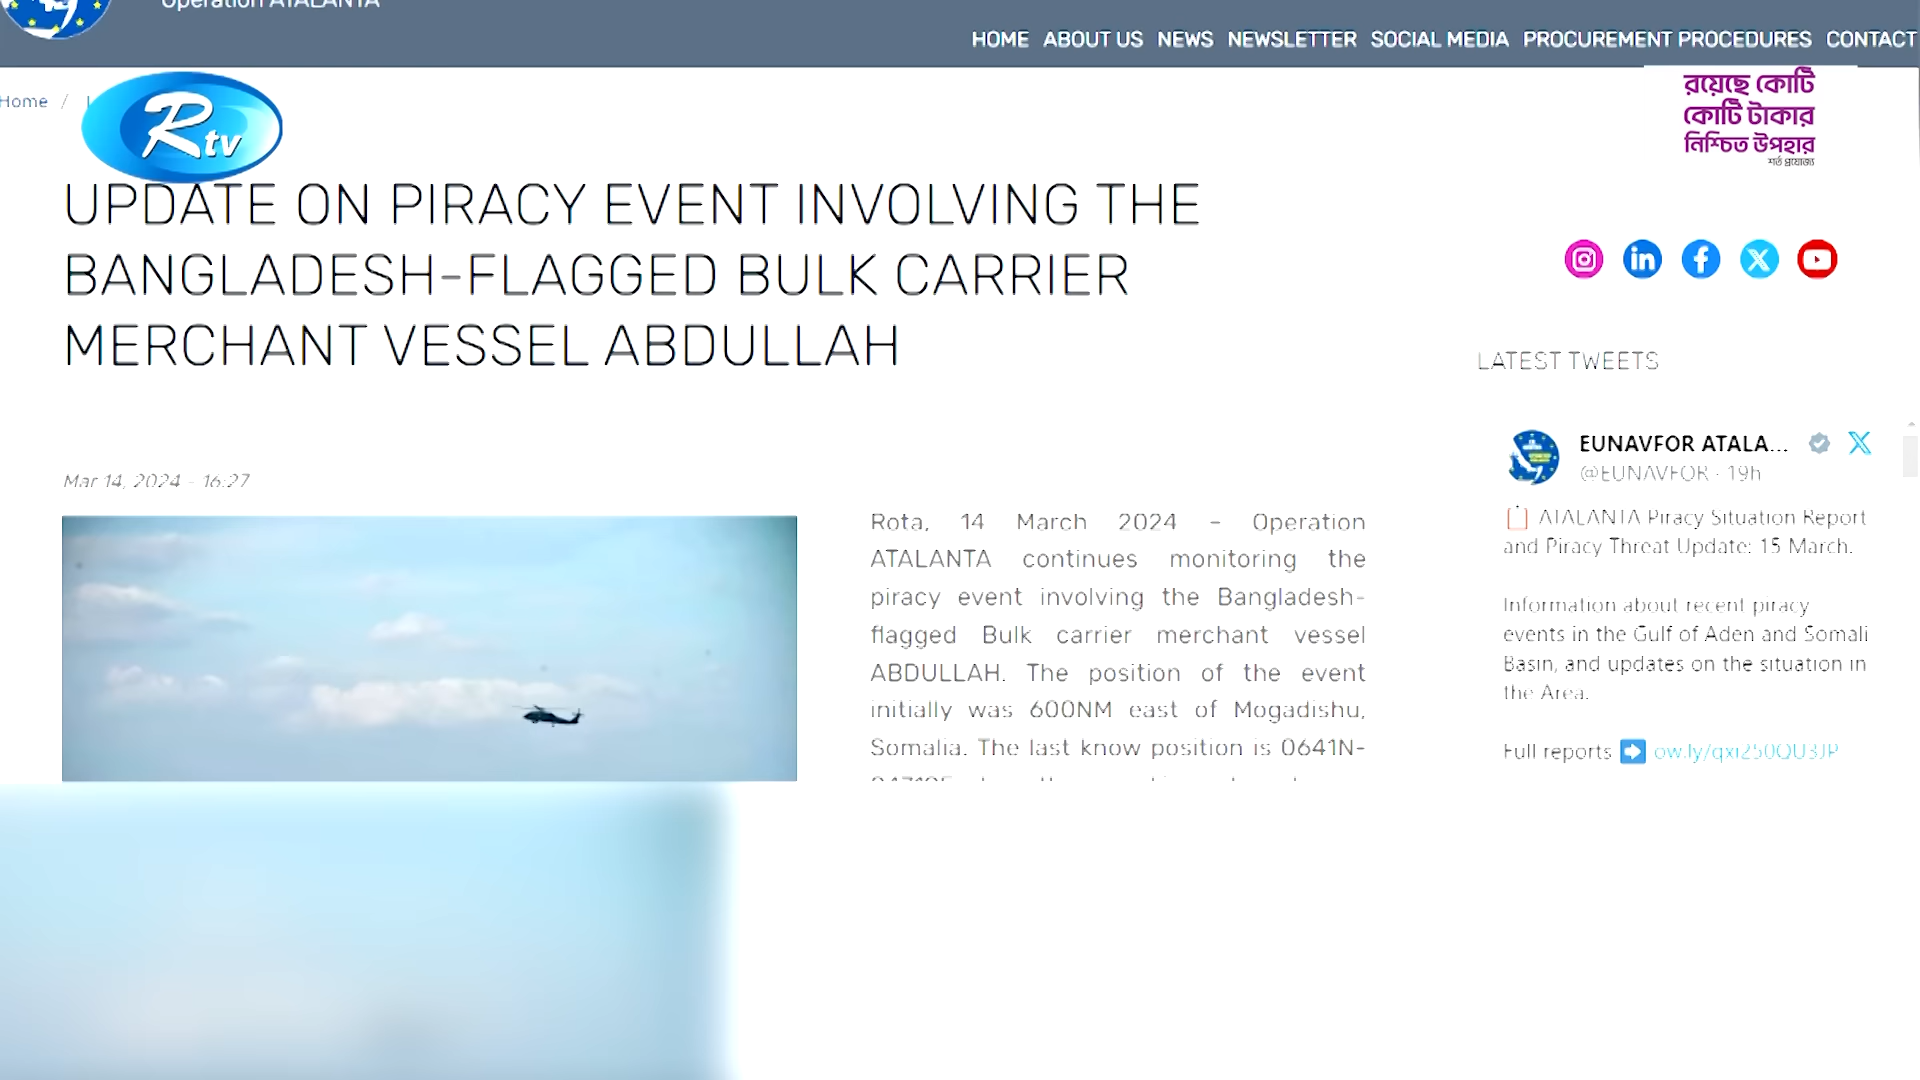 Operation ATALANTA
HOME ABOUT US NEWS NEWSLETTER SOCIAL MEDIA PROCUREMENT PROCEDURES CONTACT
Home /
Rtv
রয়েছে কোটি
কোটি টাকার
নিশ্চিত উপহার
শর্ত প্রযোজ্য
UPDATE ON PIRACY EVENT INVOLVING THE
BANGLADESH-FLAGGED BULK CARRIER
MERCHANT VESSEL ABDULLAH
Mar 14, 2024 - 16:27
Rota, 14 March 2024 – Operation
ATALANTA continues monitoring the
piracy event involving the Bangladesh-
flagged Bulk carrier merchant vessel
ABDULLAH. The position of the event
initially was 600NM east of Mogadishu,
Somalia. The last know position is 0641N-
LATEST TWEETS
EUNAVFOR ATALA...
@EUNAVFOR · 19h
ATALANTA Piracy Situation Report
and Piracy Threat Update: 15 March.
Information about recent piracy
events in the Gulf of Aden and Somali
Basin, and updates on the situation in
the Area.
Full reports ➡ ow.ly/qxi250QU3JP